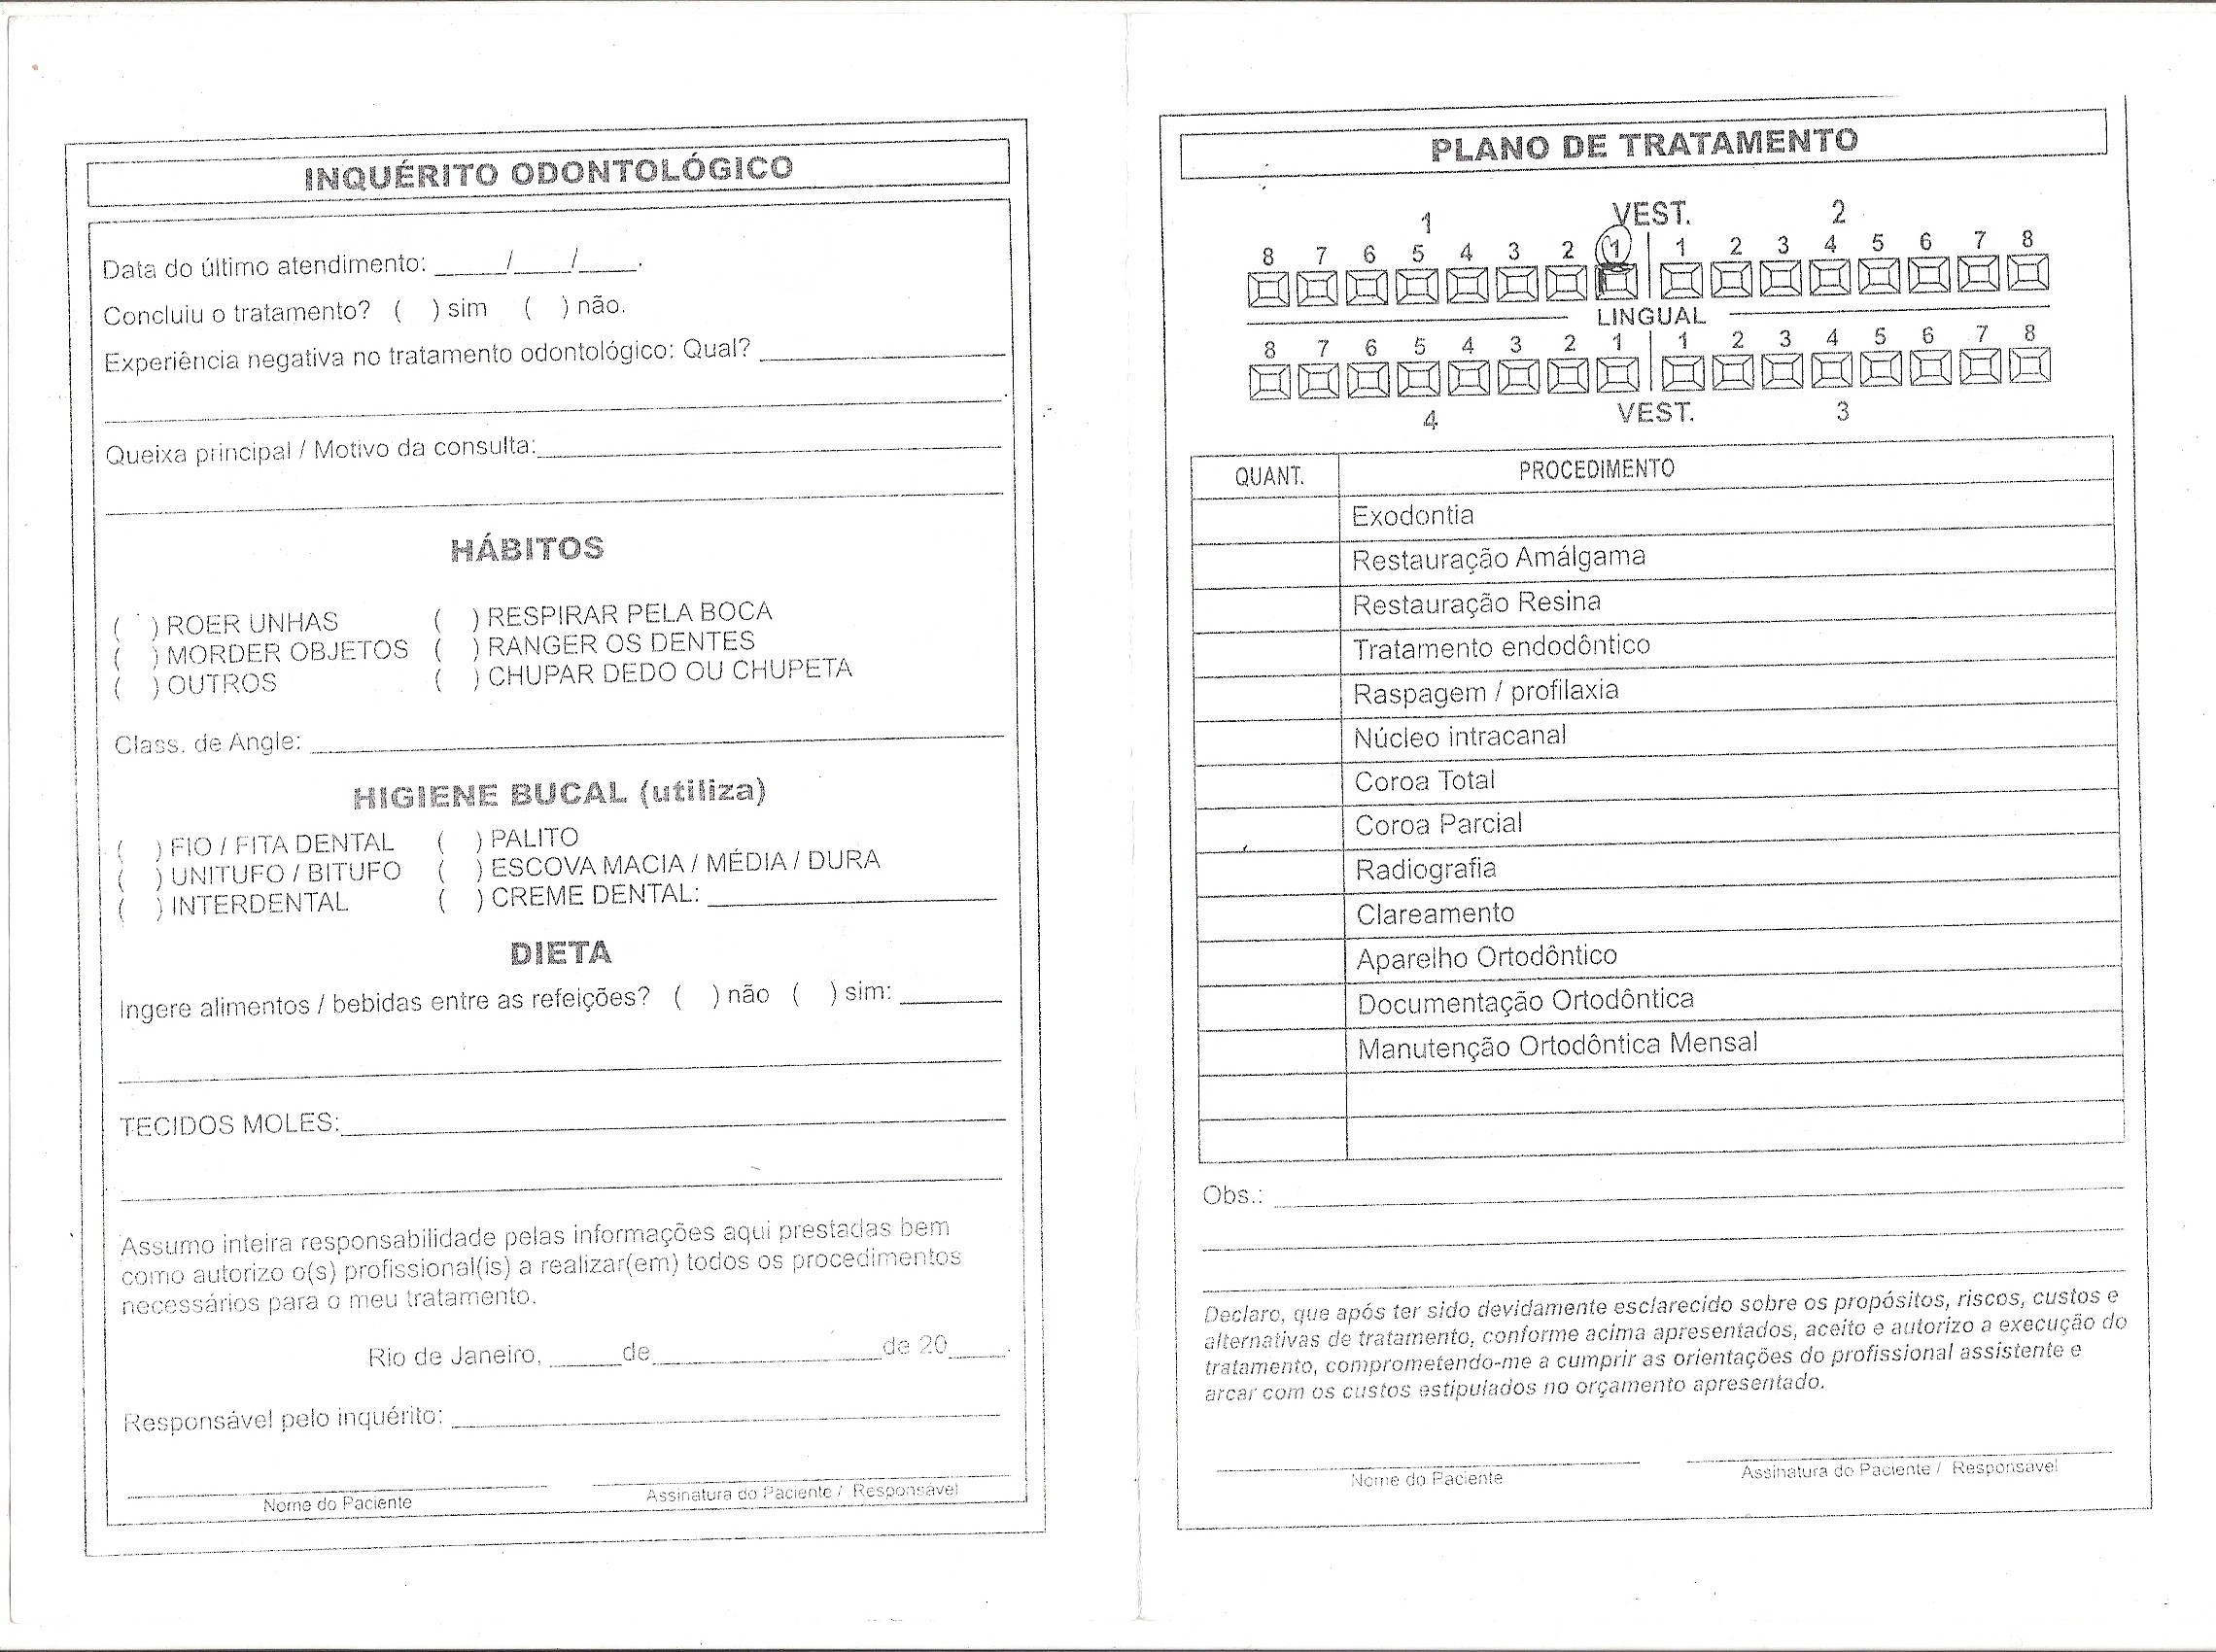 INQUÉRITO ODONTOLÓGICO
Data do último atendimento: _____/____/____.
Concluiu o tratamento? (   ) sim   (   ) não.
Experiência negativa no tratamento odontológico: Qual? ____________________
Queixa principal / Motivo da consulta:____________________
HÁBITOS
(   ) ROER UNHAS (   ) RESPIRAR PELA BOCA
(   ) MORDER OBJETOS (   ) RANGER OS DENTES
(   ) OUTROS (   ) CHUPAR DEDO OU CHUPETA
Class. de Angle: ____________________
HIGIENE BUCAL (utiliza)
(   ) FIO / FITA DENTAL (   ) PALITO
(   ) UNITUFO / BITUFO (   ) ESCOVA MACIA / MÉDIA / DURA
(   ) INTERDENTAL (   ) CREME DENTAL: ____________________
DIETA
Ingere alimentos / bebidas entre as refeições? (   ) não (   ) sim: ________
TECIDOS MOLES:____________________
Assumo inteira responsabilidade pelas informações aqui prestadas bem
como autorizo o(s) profissional(is) a realizar(em) todos os procedimentos
necessários para o meu tratamento.
Rio de Janeiro, _____de________________de 20____.
Responsável pelo inquérito: ____________________
Nome do Paciente Assinatura do Paciente / Responsável
PLANO DE TRATAMENTO
1 VEST. 2
8 7 6 5 4 3 2 1 1 2 3 4 5 6 7 8
LINGUAL
8 7 6 5 4 3 2 1 1 2 3 4 5 6 7 8
4 VEST. 3
QUANT. PROCEDIMENTO
Exodontia
Restauração Amálgama
Restauração Resina
Tratamento endodôntico
Raspagem / profilaxia
Núcleo intracanal
Coroa Total
Coroa Parcial
Radiografia
Clareamento
Aparelho Ortodôntico
Documentação Ortodôntica
Manutenção Ortodôntica Mensal
Obs.: ____________________
Declaro, que após ter sido devidamente esclarecido sobre os propósitos, riscos, custos e
alternativas de tratamento, conforme acima apresentados, aceito e autorizo a execução do
tratamento, comprometendo-me a cumprir as orientações do profissional assistente e
arcar com os custos estipulados no orçamento apresentado.
Nome do Paciente Assinatura do Paciente / Responsável